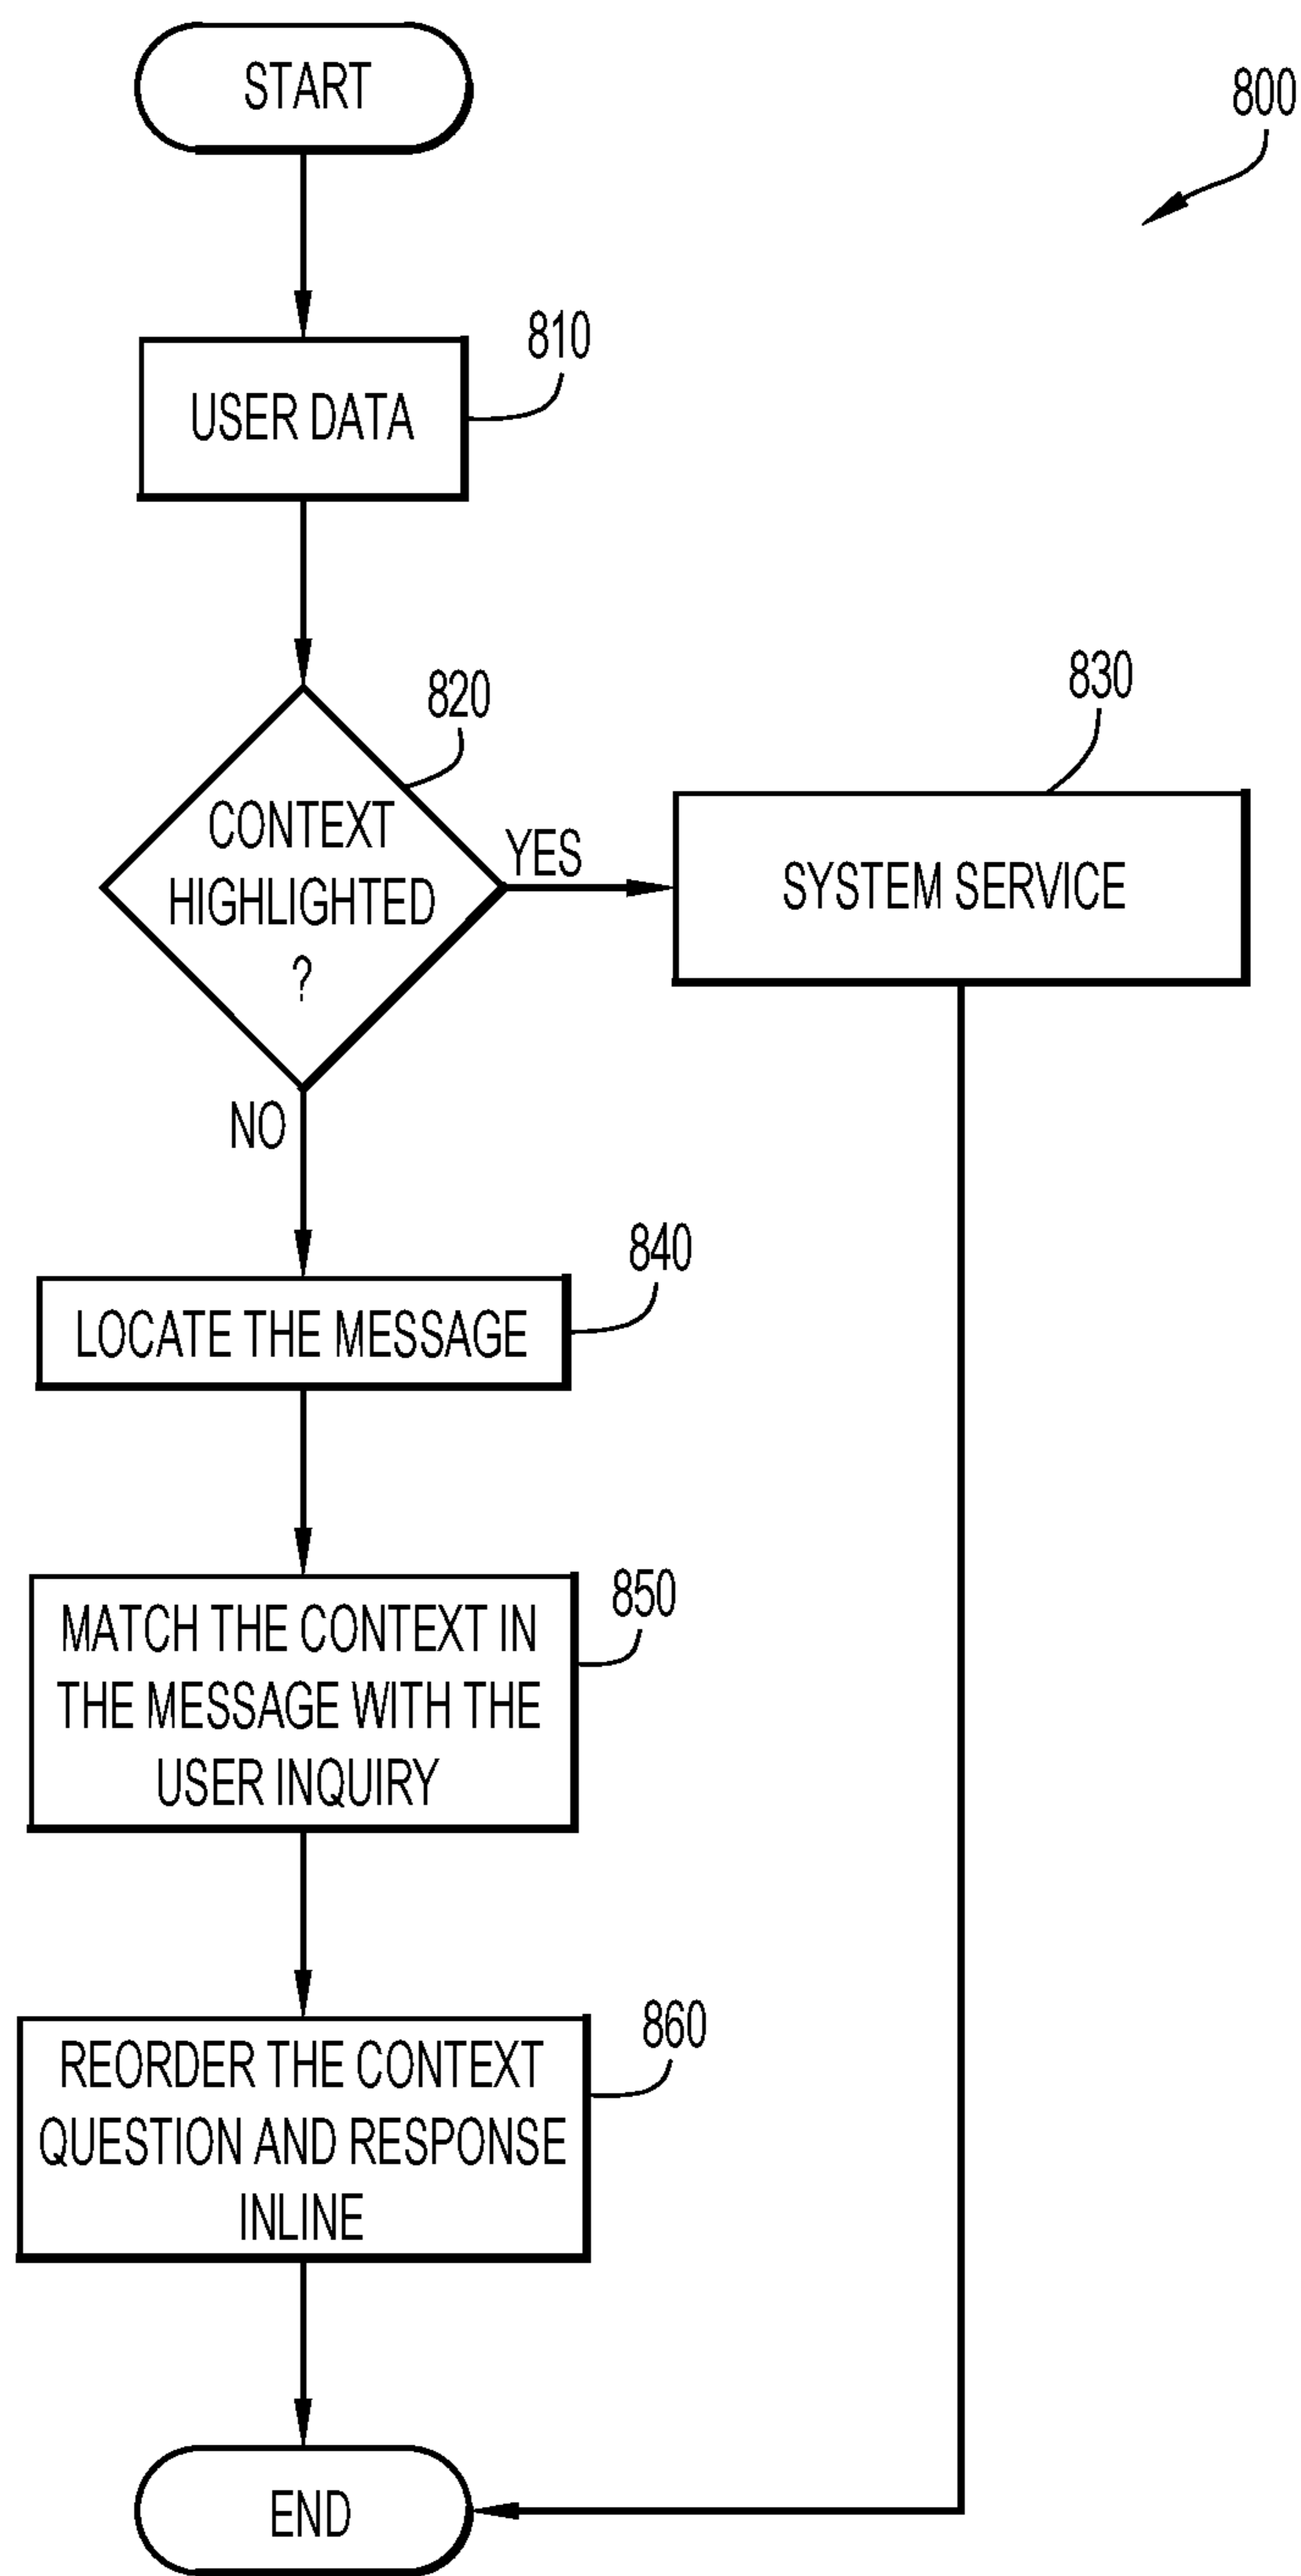 START
800
810
USER DATA
820
830
CONTEXT
HIGHLIGHTED
?
YES
SYSTEM SERVICE
NO
840
LOCATE THE MESSAGE
850
MATCH THE CONTEXT IN
THE MESSAGE WITH THE
USER INQUIRY
860
REORDER THE CONTEXT
QUESTION AND RESPONSE
INLINE
END